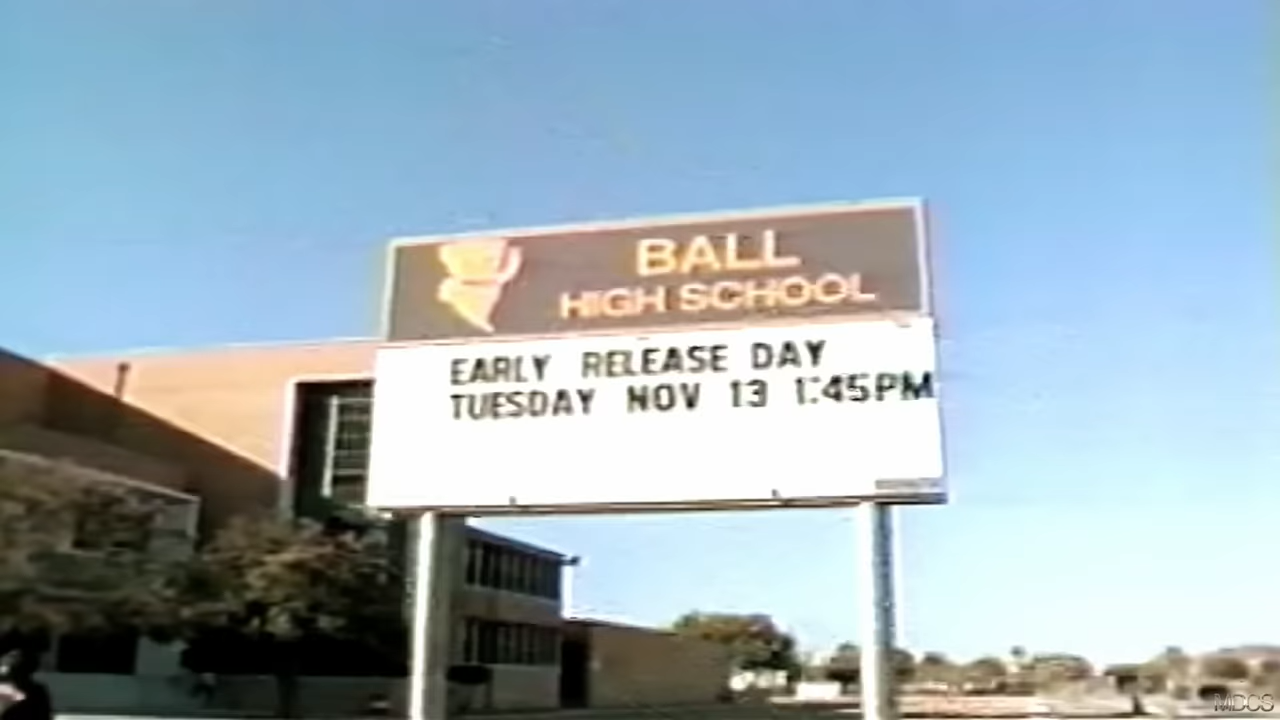 BALL
HIGH SCHOOL
EARLY RELEASE DAY
TUESDAY NOV 13 1:45PM
MDCS